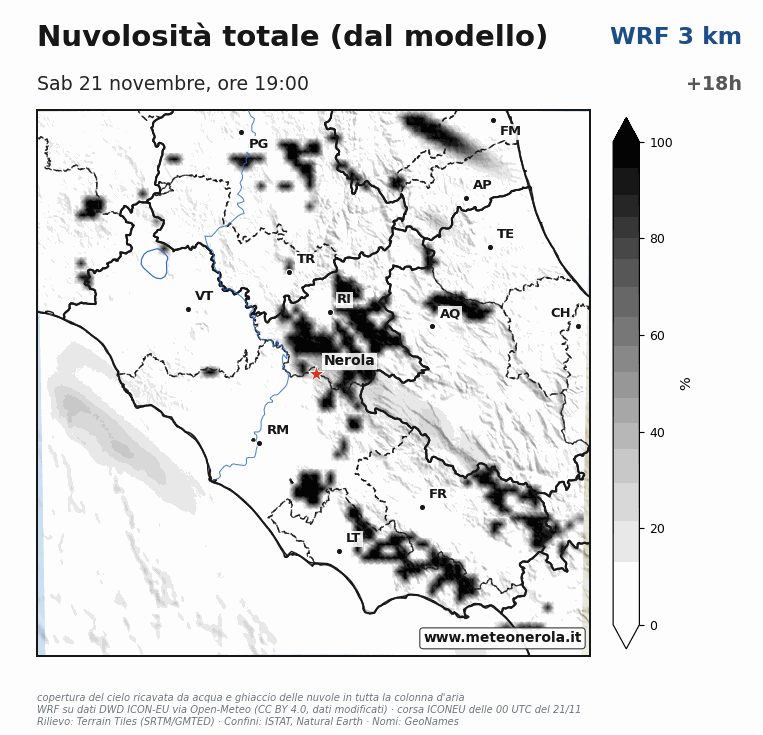 Nuvolosità totale (dal modello)
WRF 3 km
Sab 21 novembre, ore 19:00
+18h
FM
PG
AP
TE
TR
VT
RI
AQ
CH
Nerola
RM
FR
LT
100
80
60
40
20
0
%
www.meteonerola.it
copertura del cielo ricavata da acqua e ghiaccio delle nuvole in tutta la colonna d'aria
WRF su dati DWD ICON-EU via Open-Meteo (CC BY 4.0, dati modificati) · corsa ICONEU delle 00 UTC del 21/11
Rilievo: Terrain Tiles (SRTM/GMTED) · Confini: ISTAT, Natural Earth · Nomi: GeoNames